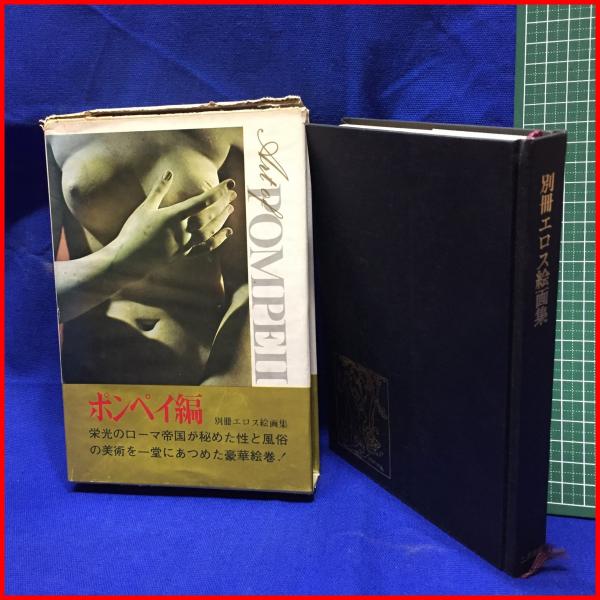 Art of
POMPEII
ポンペイ編 別冊エロス絵画集
栄光のローマ帝国が秘めた性と風俗
の美術を一堂にあつめた豪華絵巻!
別冊エロス絵画集